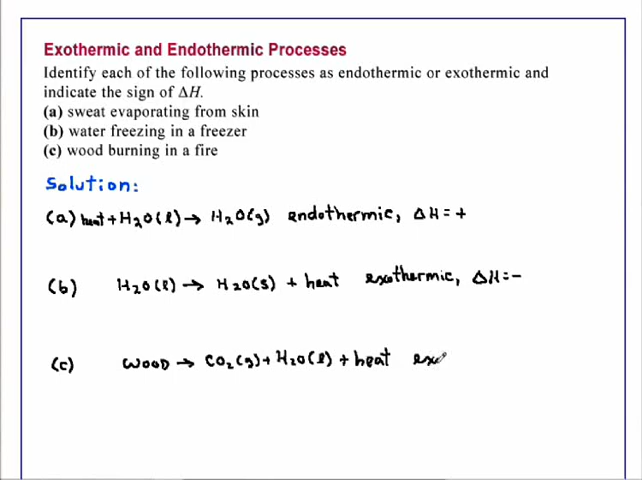 Exothermic and Endothermic Processes
Identify each of the following processes as endothermic or exothermic and
indicate the sign of ΔH.
(a) sweat evaporating from skin
(b) water freezing in a freezer
(c) wood burning in a fire
Solution:
(a) heat + H₂O(l) → H₂O(g) endothermic, ΔH = +
(b) H₂O(l) → H₂O(s) + heat exothermic, ΔH = -
(c) wood → CO₂(g) + H₂O(l) + heat exo